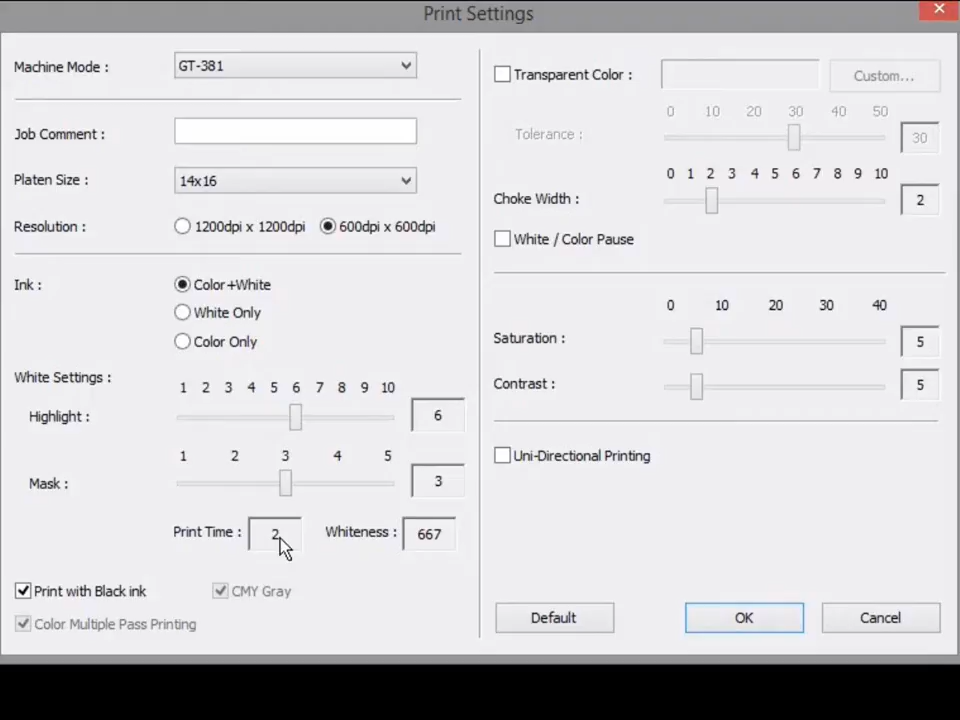 Print Settings
Machine Mode :
GT-381
Job Comment :
Platen Size :
14x16
Resolution :
1200dpi x 1200dpi
600dpi x 600dpi
Ink :
Color+White
White Only
Color Only
White Settings :
1 2 3 4 5 6 7 8 9 10
Highlight :
6
1 2 3 4 5
Mask :
3
Print Time :
2
Whiteness :
667
Print with Black ink
CMY Gray
Color Multiple Pass Printing
Transparent Color :
Custom...
0 10 20 30 40 50
Tolerance :
30
0 1 2 3 4 5 6 7 8 9 10
Choke Width :
2
White / Color Pause
0 10 20 30 40
Saturation :
5
Contrast :
5
Uni-Directional Printing
Default
OK
Cancel